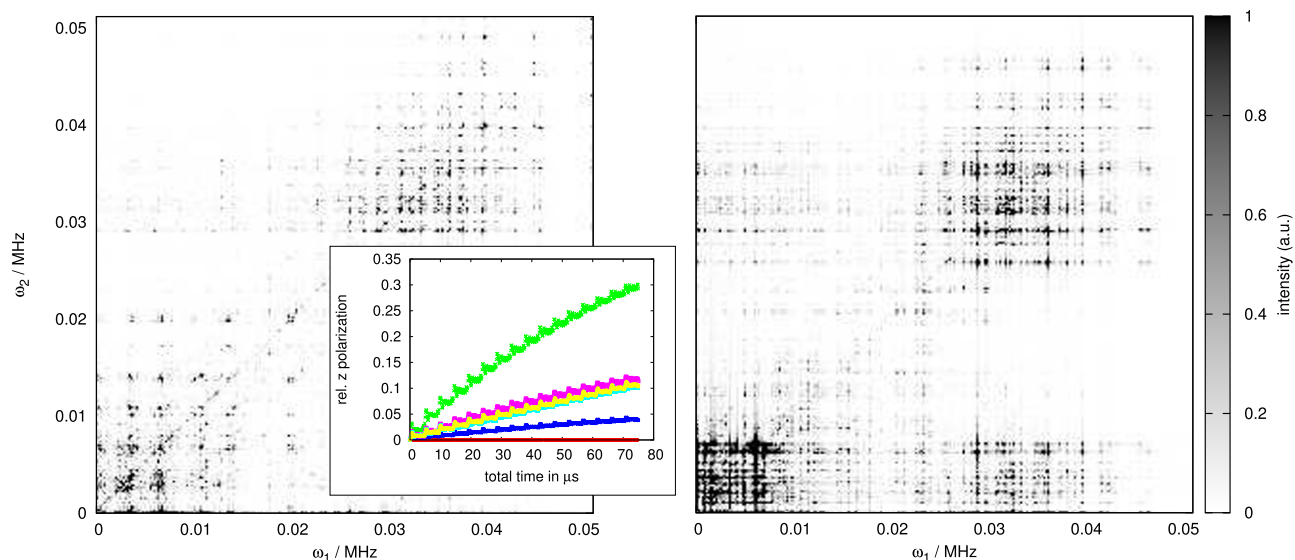 0.05
0.04
0.03
0.02
0.01
0
ω2 / MHz
0 0.01 0.02 0.03 0.04 0.05
ω1 / MHz
0.35
0.3
0.25
0.2
0.15
0.1
0.05
0
rel. z polarization
0 10 20 30 40 50 60 70 80
total time in μs
0 0.01 0.02 0.03 0.04 0.05
ω1 / MHz
1
0.8
0.6
0.4
0.2
0
intensity (a.u.)